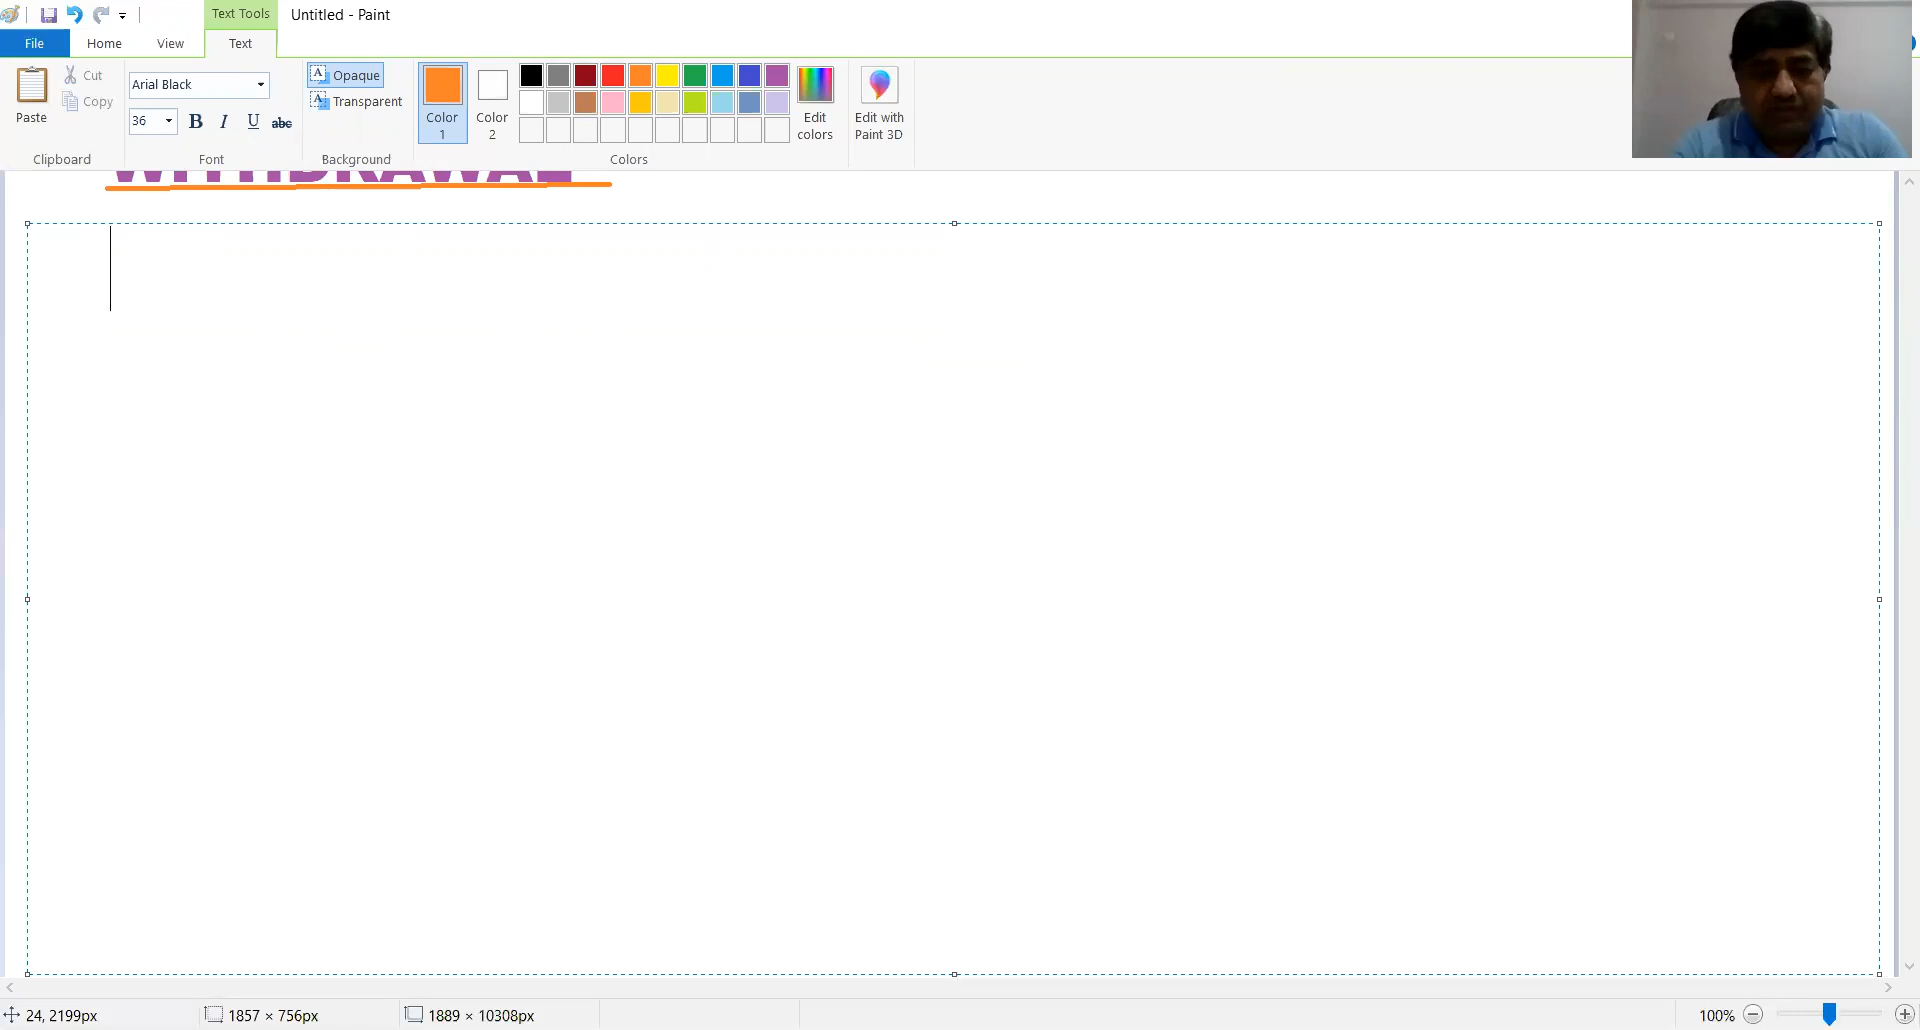 Text Tools
Untitled - Paint
File
Home
View
Text
Paste
Cut
Copy
Clipboard
Arial Black
36
B I U abc
Font
A Opaque
A Transparent
Background
Color 1
Color 2
Edit colors
Colors
Edit with Paint 3D
WITHDRAWAL
24, 2199px
1857 × 756px
1889 × 10308px
100%